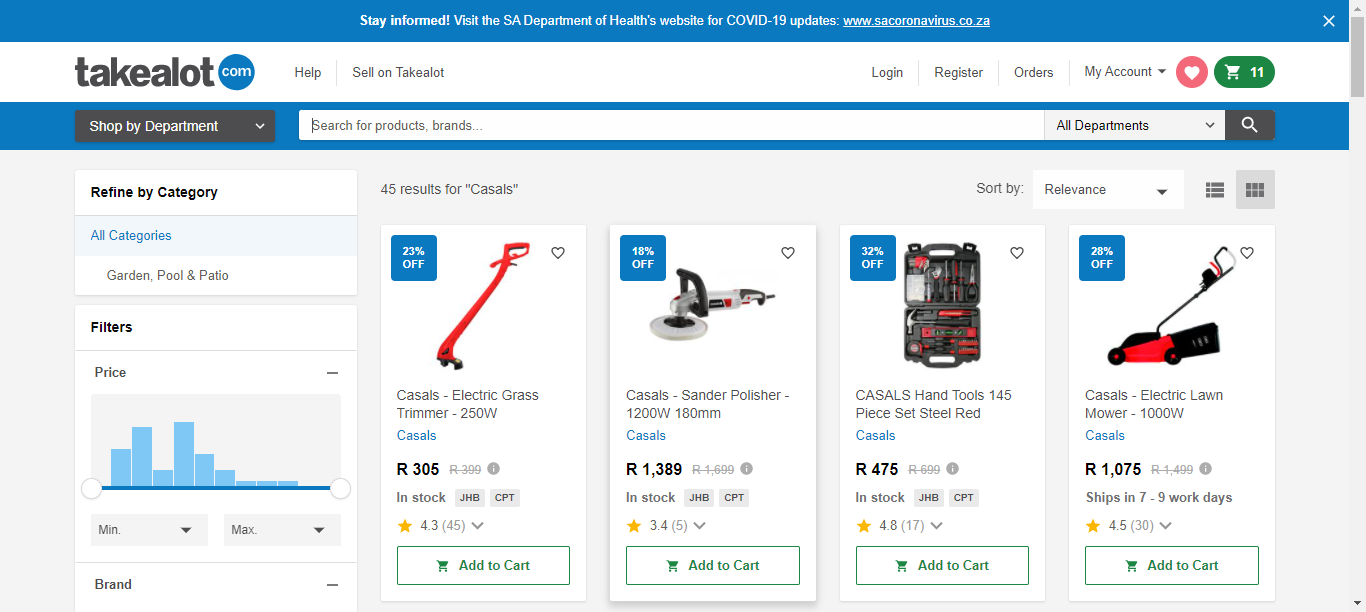 Stay informed! Visit the SA Department of Health's website for COVID-19 updates: www.sacoronavirus.co.za
takealot com
Help
Sell on Takealot
Login
Register
Orders
My Account
11
Shop by Department
Search for products, brands...
All Departments
Refine by Category
All Categories
Garden, Pool & Patio
Filters
Price
Min.
Max.
Brand
45 results for "Casals"
Sort by:
Relevance
23%
OFF
Casals - Electric Grass
Trimmer - 250W
Casals
R 305 R 399
In stock JHB CPT
4.3 (45)
Add to Cart
18%
OFF
Casals - Sander Polisher -
1200W 180mm
Casals
R 1,389 R 1,699
In stock JHB CPT
3.4 (5)
Add to Cart
32%
OFF
CASALS Hand Tools 145
Piece Set Steel Red
Casals
R 475 R 699
In stock JHB CPT
4.8 (17)
Add to Cart
28%
OFF
Casals - Electric Lawn
Mower - 1000W
Casals
R 1,075 R 1,499
Ships in 7 - 9 work days
4.5 (30)
Add to Cart